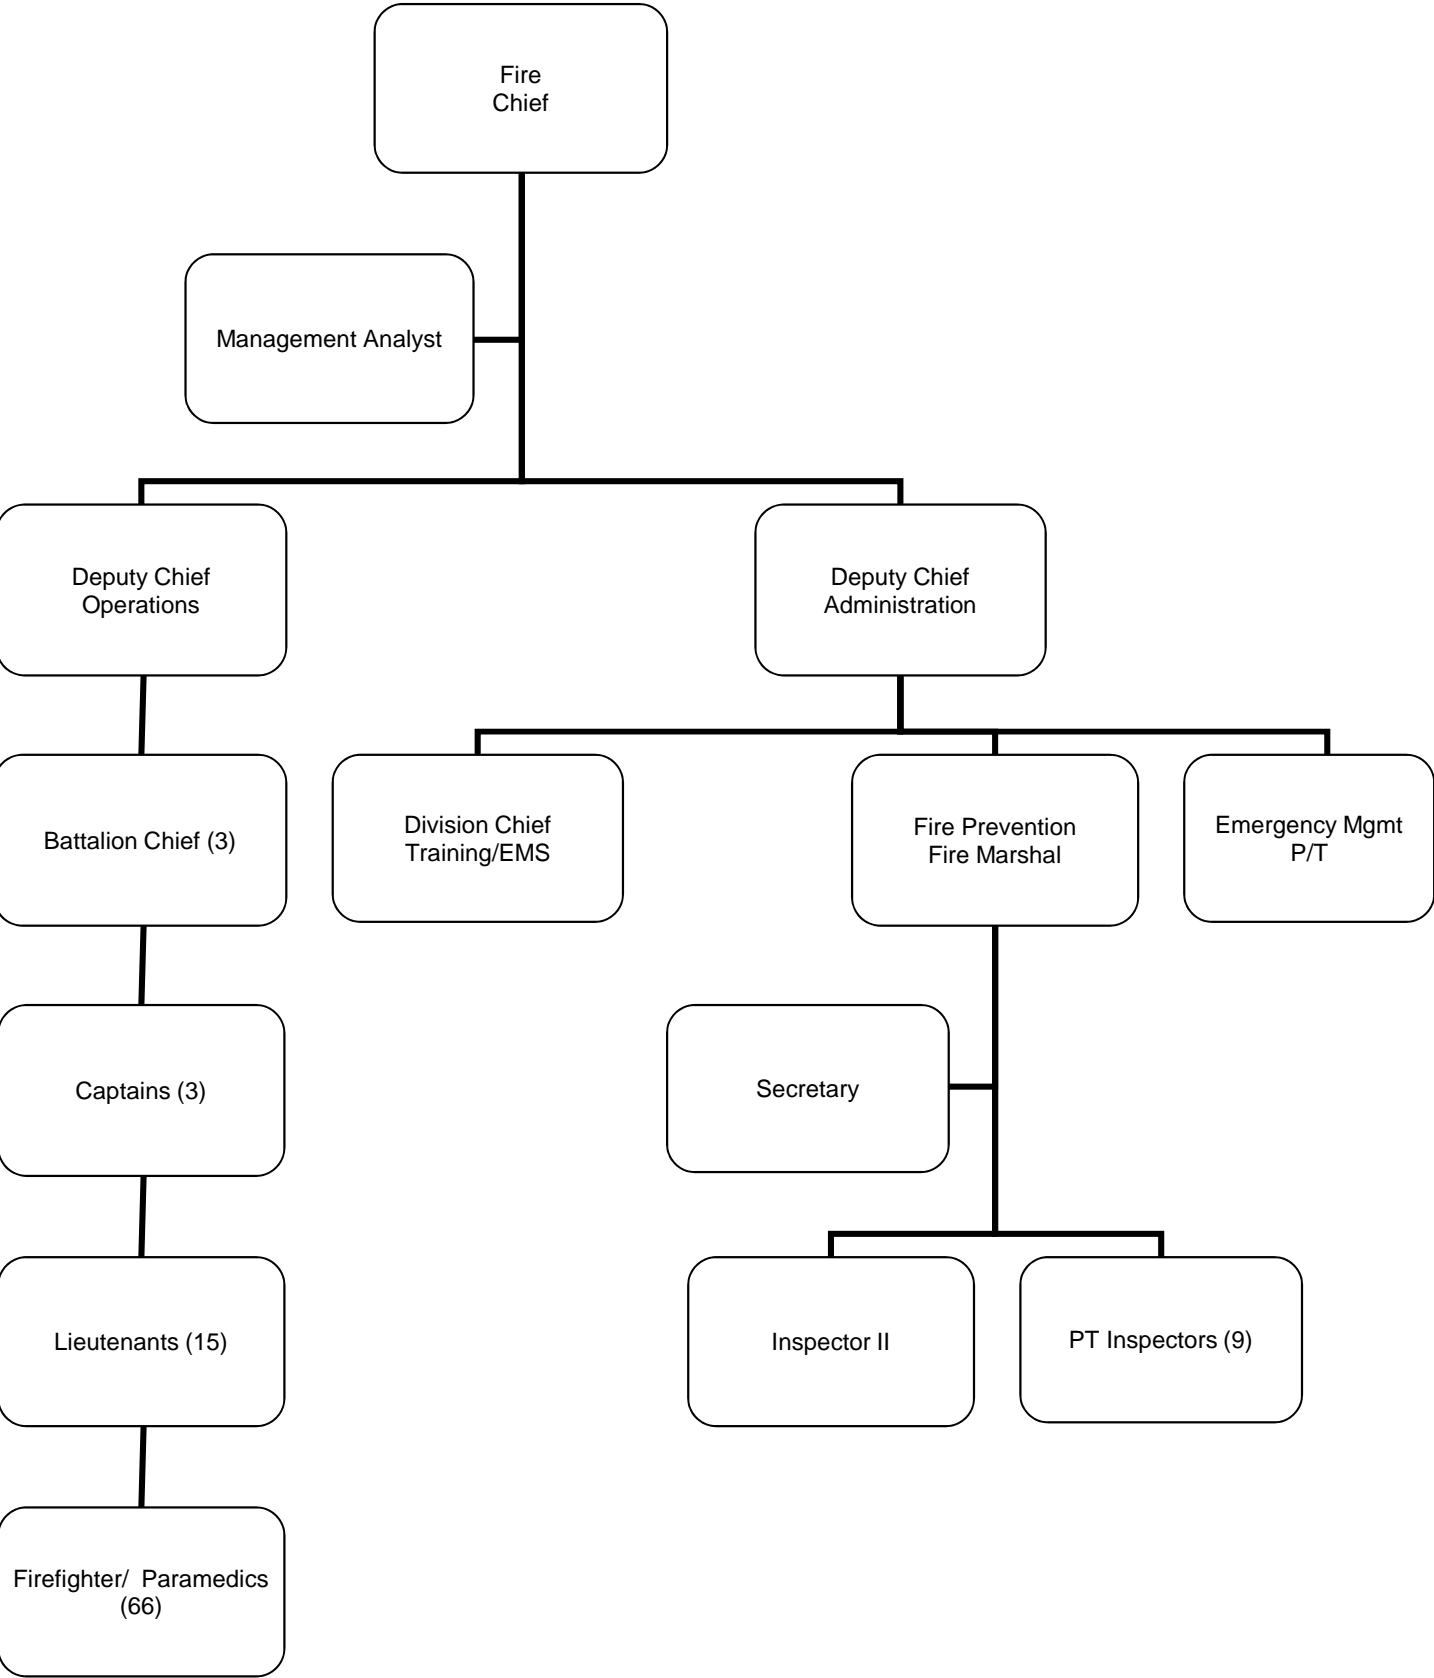 Fire
Chief
Management Analyst
Deputy Chief
Operations
Deputy Chief
Administration
Battalion Chief (3)
Division Chief
Training/EMS
Fire Prevention
Fire Marshal
Emergency Mgmt
P/T
Captains (3)
Secretary
Lieutenants (15)
Inspector II
PT Inspectors (9)
Firefighter/ Paramedics
(66)